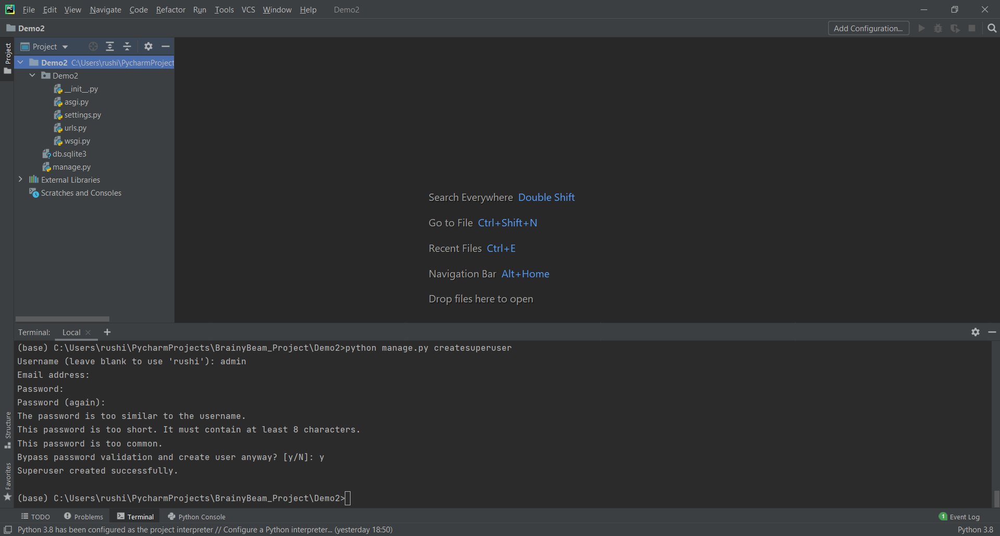 PC File Edit View Navigate Code Refactor Run Tools VCS Window Help Demo2
Demo2 Add Configuration...
Project
Project
Demo2 C:\Users\rushi\PycharmProject
Demo2
__init__.py
asgi.py
settings.py
urls.py
wsgi.py
db.sqlite3
manage.py
External Libraries
Scratches and Consoles
Search Everywhere Double Shift
Go to File Ctrl+Shift+N
Recent Files Ctrl+E
Navigation Bar Alt+Home
Drop files here to open
Terminal: Local
(base) C:\Users\rushi\PycharmProjects\BrainyBeam_Project\Demo2>python manage.py createsuperuser
Username (leave blank to use 'rushi'): admin
Email address:
Password:
Password (again):
The password is too similar to the username.
This password is too short. It must contain at least 8 characters.
This password is too common.
Bypass password validation and create user anyway? [y/N]: y
Superuser created successfully.
(base) C:\Users\rushi\PycharmProjects\BrainyBeam_Project\Demo2>
Structure
Favorites
TODO Problems Terminal Python Console 1 Event Log
Python 3.8 has been configured as the project interpreter // Configure a Python interpreter... (yesterday 18:50) Python 3.8